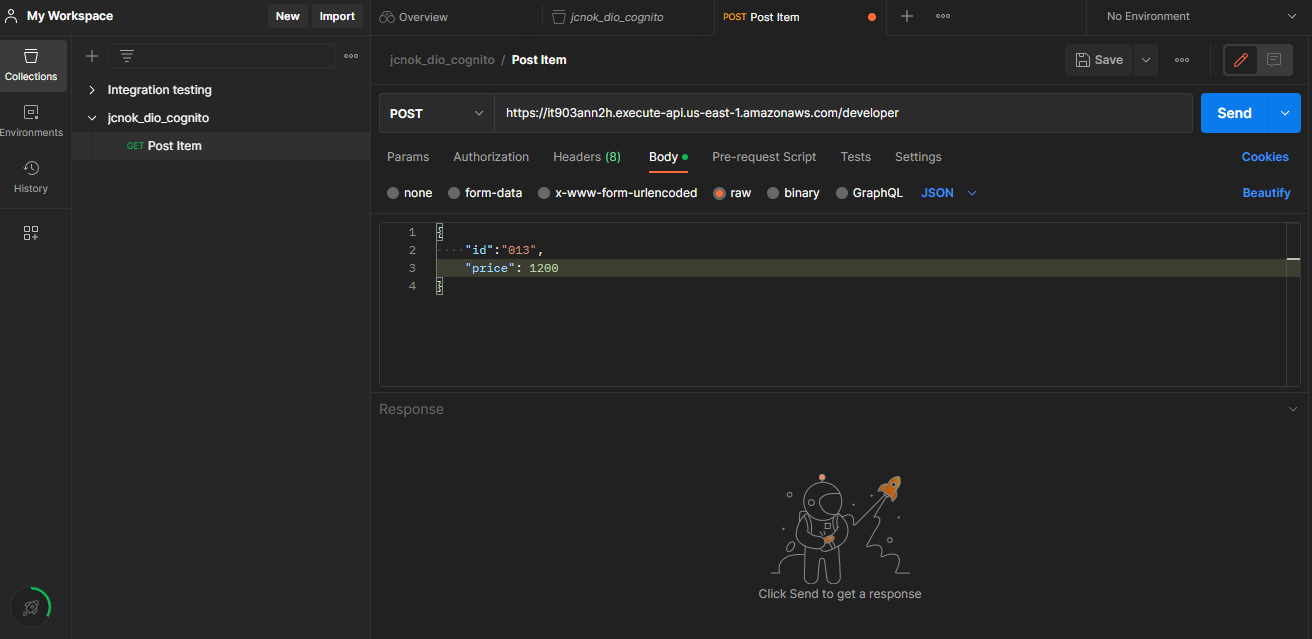 My Workspace New Import Overview jcnok_dio_cognito POST Post Item No Environment
Collections
Environments
History
Integration testing
jcnok_dio_cognito
GET Post Item
jcnok_dio_cognito / Post Item Save
POST https://it903ann2h.execute-api.us-east-1.amazonaws.com/developer Send
Params Authorization Headers (8) Body Pre-request Script Tests Settings Cookies
none form-data x-www-form-urlencoded raw binary GraphQL JSON Beautify
1 {
2 "id":"013",
3 "price": 1200
4 }
Response
Click Send to get a response